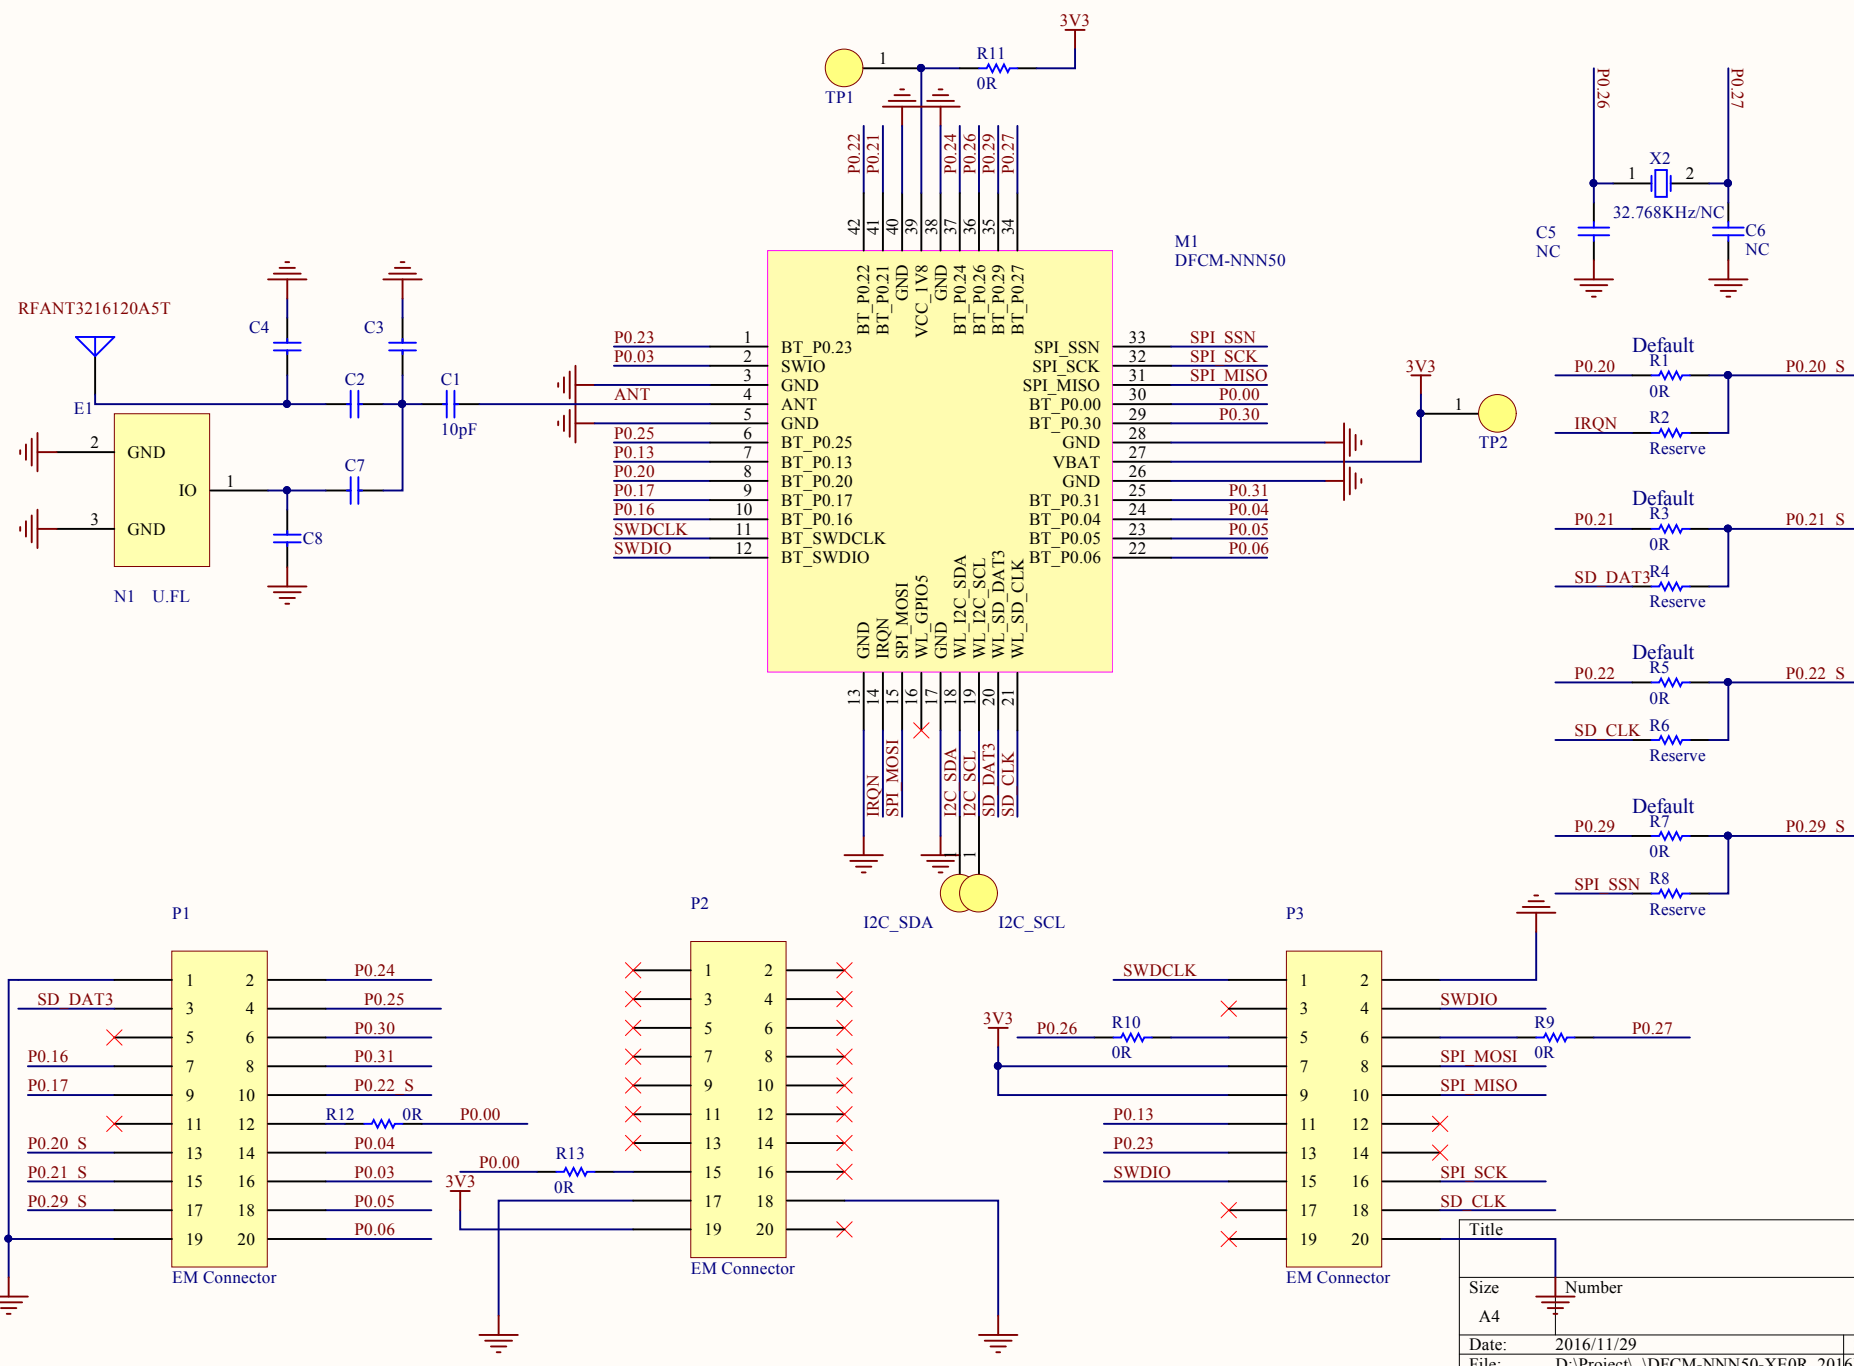 3V3
1
R11
0R
TP1
P0.22
P0.21
P0.24
P0.26
P0.29
P0.27
42
41
40
39
38
37
36
35
34
BT_P0.22
BT_P0.21
GND
VCC_1V8
GND
BT_P0.24
BT_P0.26
BT_P0.29
BT_P0.27
M1
DFCM-NNN50
P0.26
P0.27
X2
1
2
32.768KHz/NC
C5
NC
C6
NC
RFANT3216120A5T
C4
C3
C2
C1
10pF
E1
2
GND
IO
1
C7
3
GND
C8
N1 U.FL
P0.23 1 BT_P0.23
P0.03 2 SWIO
3 GND
ANT 4 ANT
5 GND
P0.25 6 BT_P0.25
P0.13 7 BT_P0.13
P0.20 8 BT_P0.20
P0.17 9 BT_P0.17
P0.16 10 BT_P0.16
SWDCLK 11 BT_SWDCLK
SWDIO 12 BT_SWDIO
SPI_SSN 33 SPI_SSN
SPI_SCK 32 SPI_SCK
SPI_MISO 31 SPI_MISO
BT_P0.00 30 P0.00
BT_P0.30 29 P0.30
GND 28
VBAT 27
GND 26
BT_P0.31 25 P0.31
BT_P0.04 24 P0.04
BT_P0.05 23 P0.05
BT_P0.06 22 P0.06
3V3
1
TP2
GND
IRQN
SPI_MOSI
WL_GPIO5
GND
WL_I2C_SDA
WL_I2C_SCL
WL_SD_DAT3
WL_SD_CLK
13
14
15
16
17
18
19
20
21
IRQN
SPI_MOSI
I2C_SDA
I2C_SCL
SD_DAT3
SD_CLK
1
1
I2C_SDA
I2C_SCL
Default
P0.20 R1 P0.20_S
0R
IRQN R2
Reserve
Default
P0.21 R3 P0.21_S
0R
SD_DAT3 R4
Reserve
Default
P0.22 R5 P0.22_S
0R
SD_CLK R6
Reserve
Default
P0.29 R7 P0.29_S
0R
SPI_SSN R8
Reserve
P1
1 2 P0.24
SD_DAT3 3 4 P0.25
5 6 P0.30
P0.16 7 8 P0.31
P0.17 9 10 P0.22_S
11 12 R12 0R P0.00
P0.20_S 13 14 P0.04
P0.21_S 15 16 P0.03
P0.29_S 17 18 P0.05
19 20 P0.06
EM Connector
P2
1 2
3 4
5 6
7 8
9 10
11 12
13 14
P0.00 R13 0R 15 16
17 18
3V3 19 20
EM Connector
P3
SWDCLK 1 2
3 4 SWDIO
3V3
P0.26 R10 0R 5 6 R9 0R P0.27
7 8 SPI_MOSI
9 10 SPI_MISO
P0.13 11 12
P0.23 13 14
SWDIO 15 16 SPI_SCK
17 18 SD_CLK
19 20
EM Connector
Title
Size Number
A4
Date: 2016/11/29
File: D:\Project\..\DFCM-NNN50-XE0R_2016